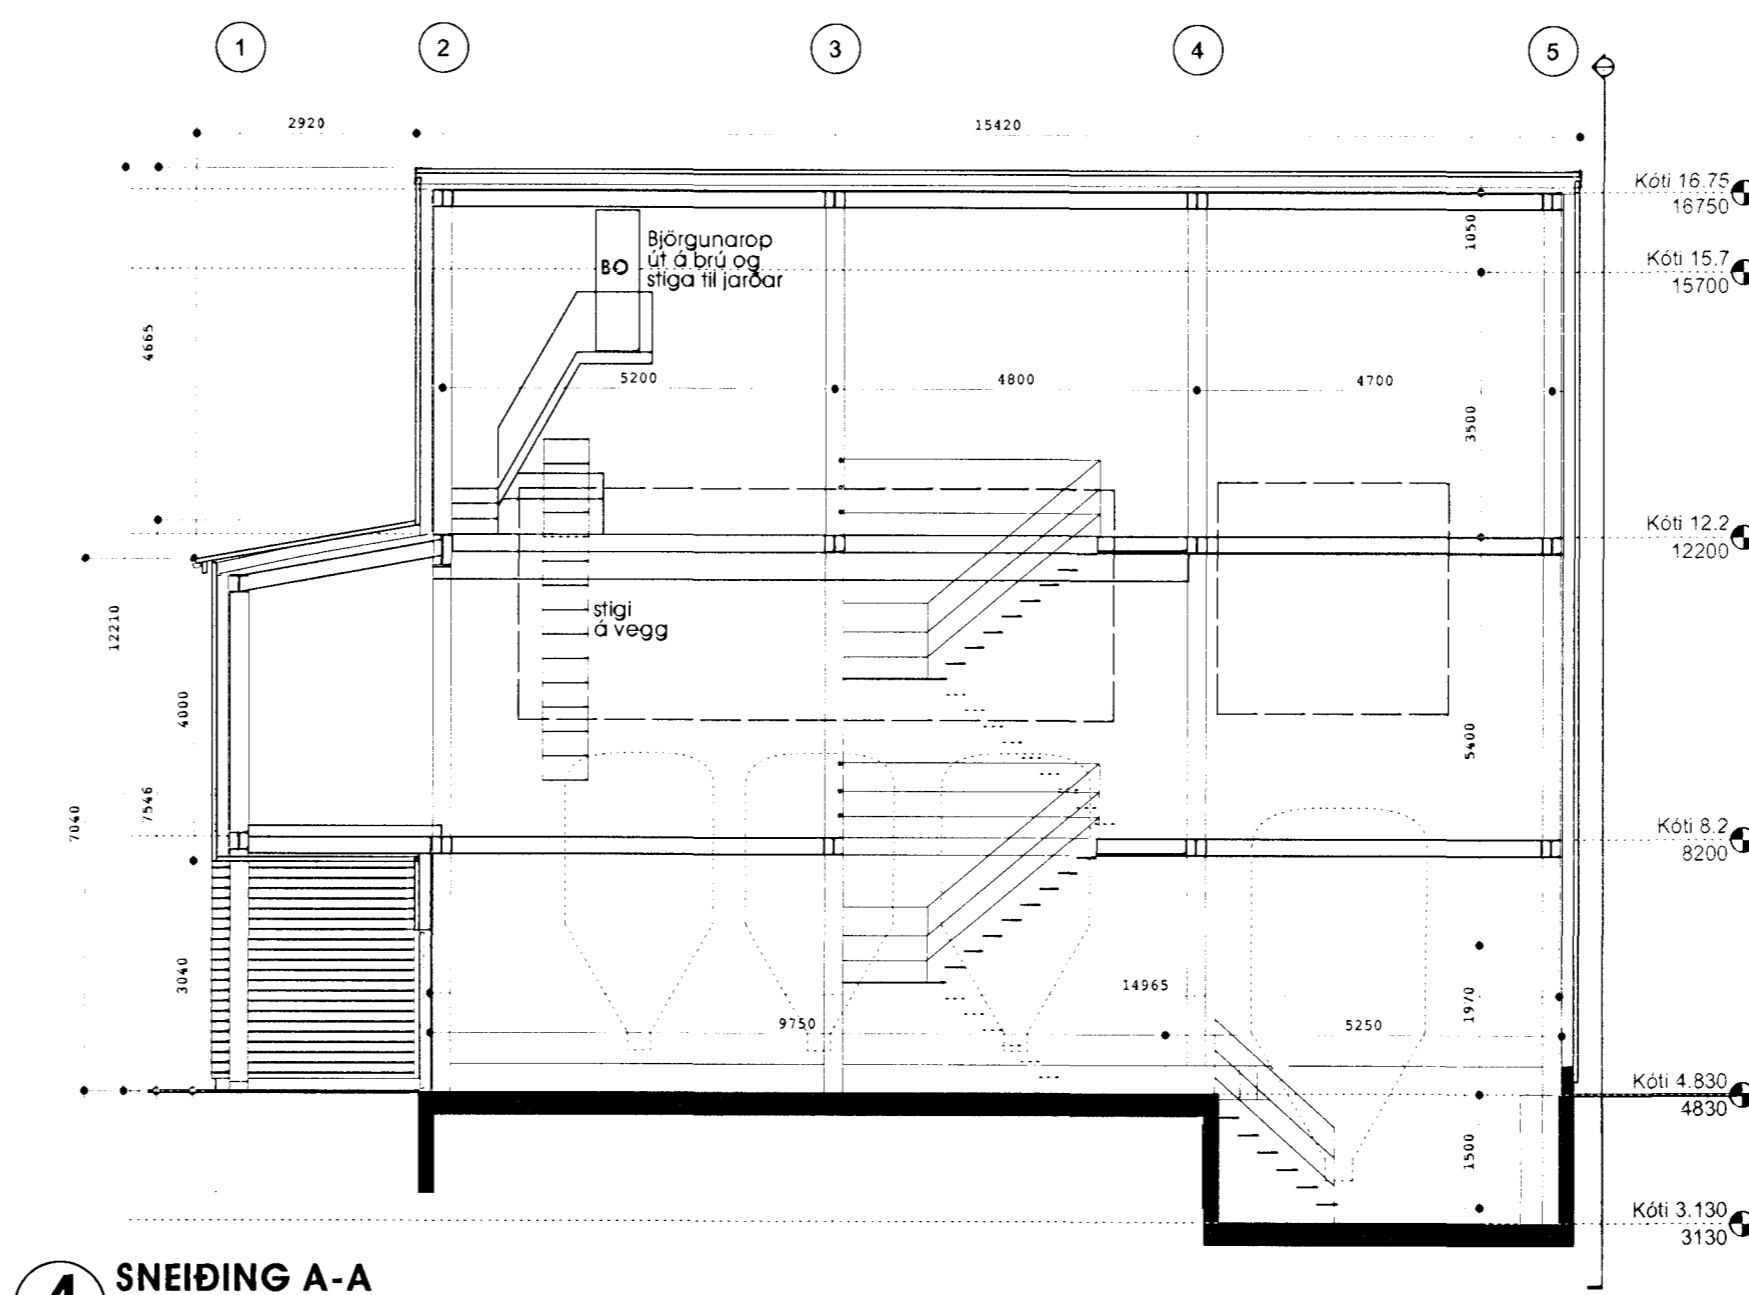 1 2 3 4 5
2920 15420
Kóti 16.75
16750
1050
Björgunarop
út á brú og
stiga til jarðar
BO
Kóti 15.7
15700
4665
5200 4800 4700
3500
Kóti 12.2
12200
stigi
á vegg
12210
4000
5400
7546
7040
Kóti 8.2
8200
3040
14965
1970
9750 5250
Kóti 4.830
4830
1500
Kóti 3.130
3130
4 SNEIÐING A-A